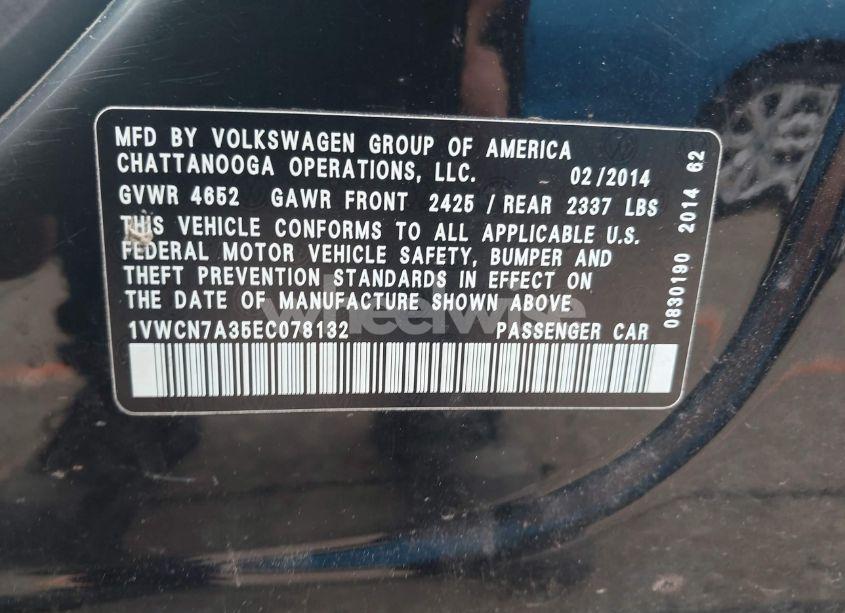 MFD BY VOLKSWAGEN GROUP OF AMERICA
CHATTANOOGA OPERATIONS, LLC. 02/2014
GVWR 4652 GAWR FRONT 2425 / REAR 2337 LBS
THIS VEHICLE CONFORMS TO ALL APPLICABLE U.S.
FEDERAL MOTOR VEHICLE SAFETY, BUMPER AND
THEFT PREVENTION STANDARDS IN EFFECT ON
THE DATE OF MANUFACTURE SHOWN ABOVE
1VWCN7A35EC078132 PASSENGER CAR
0830190 2014 62
wheelwise